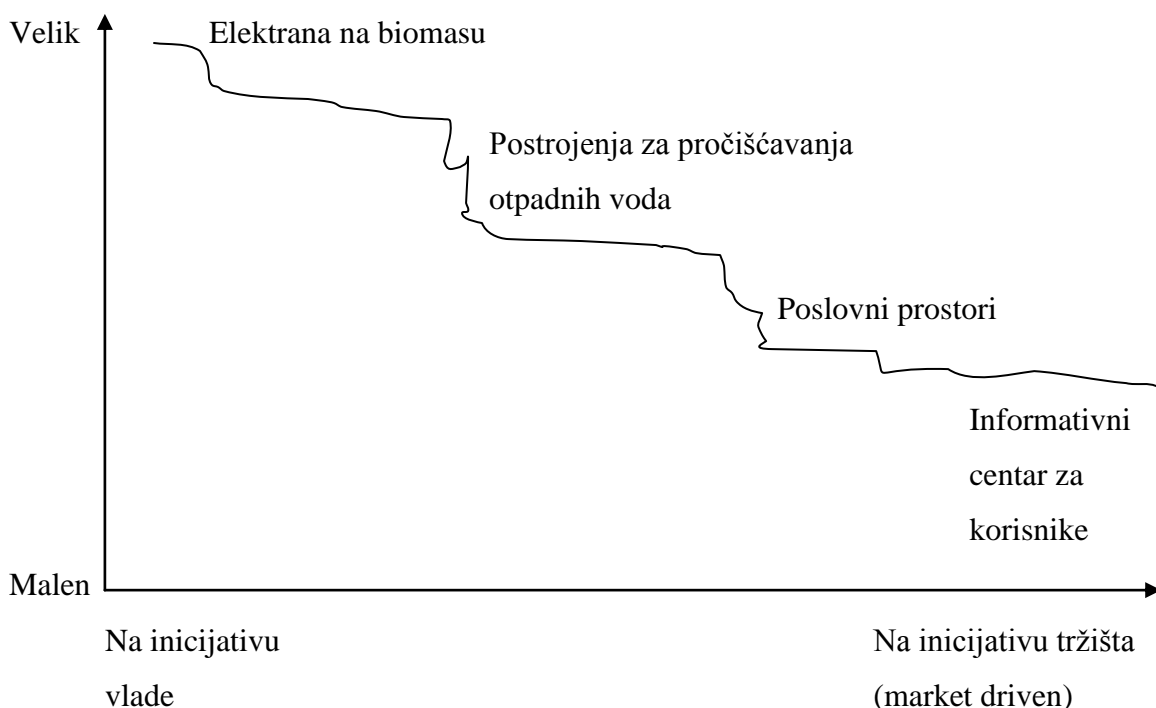 Velik
Elektrana na biomasu
Postrojenja za pročišćavanja
otpadnih voda
Poslovni prostori
Informativni
centar za
korisnike
Malen
Na inicijativu
vlade
Na inicijativu tržišta
(market driven)